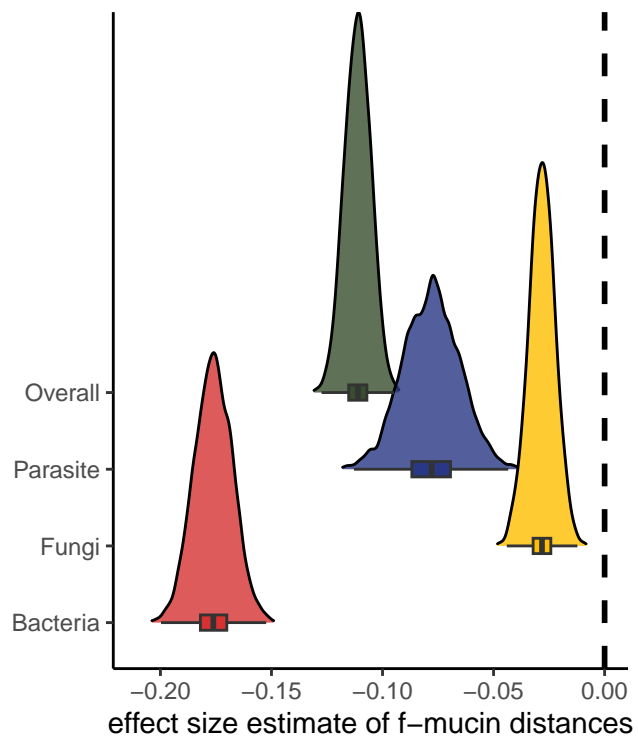 Overall
Parasite
Fungi
Bacteria
−0.20 −0.15 −0.10 −0.05 0.00
effect size estimate of f−mucin distances